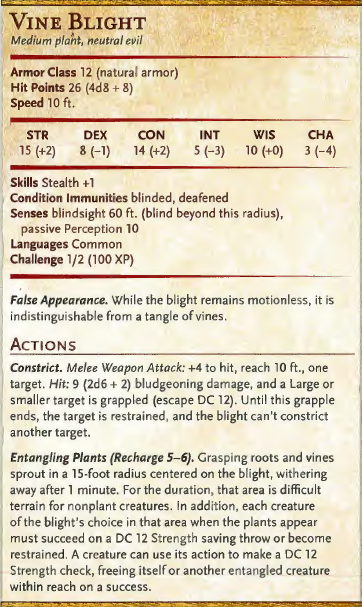 VINE BLIGHT
Medium plant, neutral evil
Armor Class 12 (natural armor)
Hit Points 26 (4d8 + 8)
Speed 10 ft.
STR DEX CON INT WIS CHA
15 (+2) 8 (−1) 14 (+2) 5 (−3) 10 (+0) 3 (−4)
Skills Stealth +1
Condition Immunities blinded, deafened
Senses blindsight 60 ft. (blind beyond this radius),
passive Perception 10
Languages Common
Challenge 1/2 (100 XP)
False Appearance. While the blight remains motionless, it is
indistinguishable from a tangle of vines.
ACTIONS
Constrict. Melee Weapon Attack: +4 to hit, reach 10 ft., one
target. Hit: 9 (2d6 + 2) bludgeoning damage, and a Large or
smaller target is grappled (escape DC 12). Until this grapple
ends, the target is restrained, and the blight can't constrict
another target.
Entangling Plants (Recharge 5–6). Grasping roots and vines
sprout in a 15-foot radius centered on the blight, withering
away after 1 minute. For the duration, that area is difficult
terrain for nonplant creatures. In addition, each creature
of the blight's choice in that area when the plants appear
must succeed on a DC 12 Strength saving throw or become
restrained. A creature can use its action to make a DC 12
Strength check, freeing itself or another entangled creature
within reach on a success.